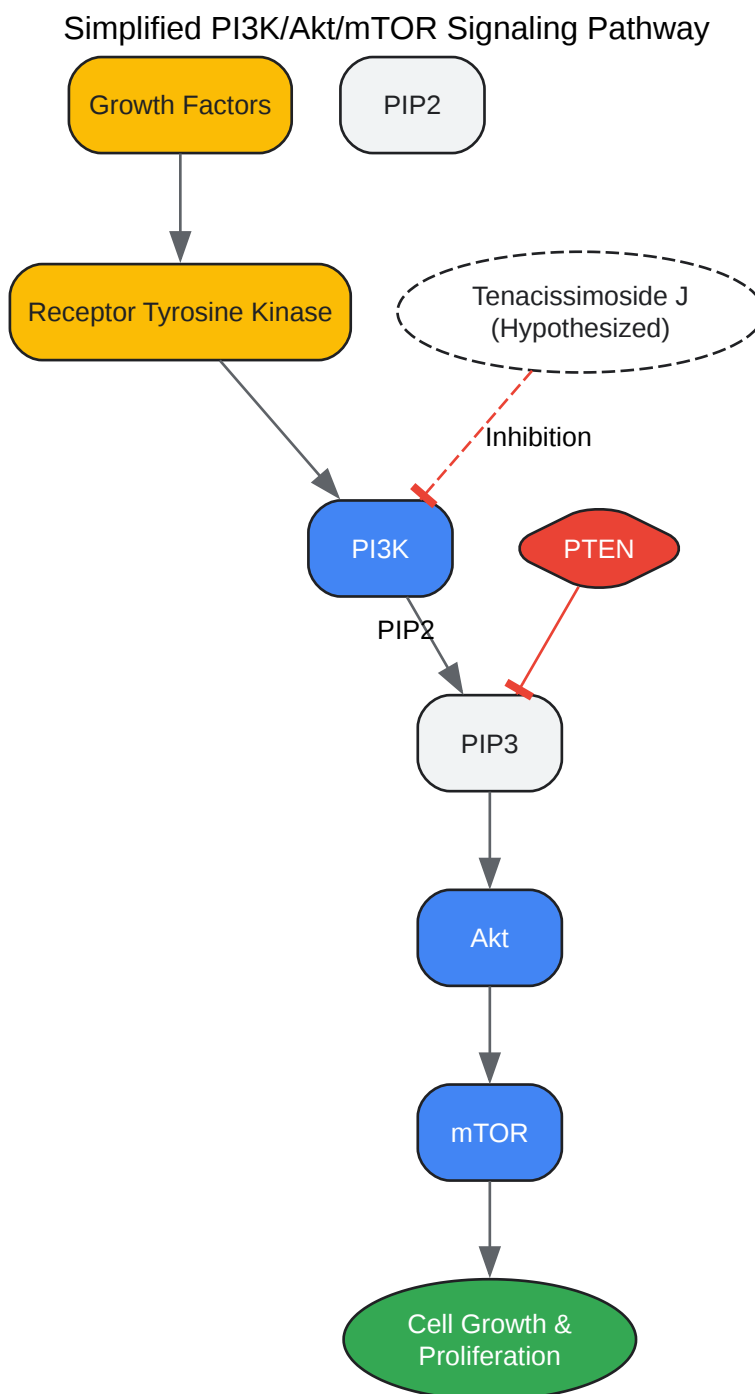 Simplified PI3K/Akt/mTOR Signaling Pathway
Growth Factors
PIP2
Receptor Tyrosine Kinase
Tenacissimoside J
(Hypothesized)
Inhibition
PI3K
PTEN
PIP2
PIP3
Akt
mTOR
Cell Growth &
Proliferation